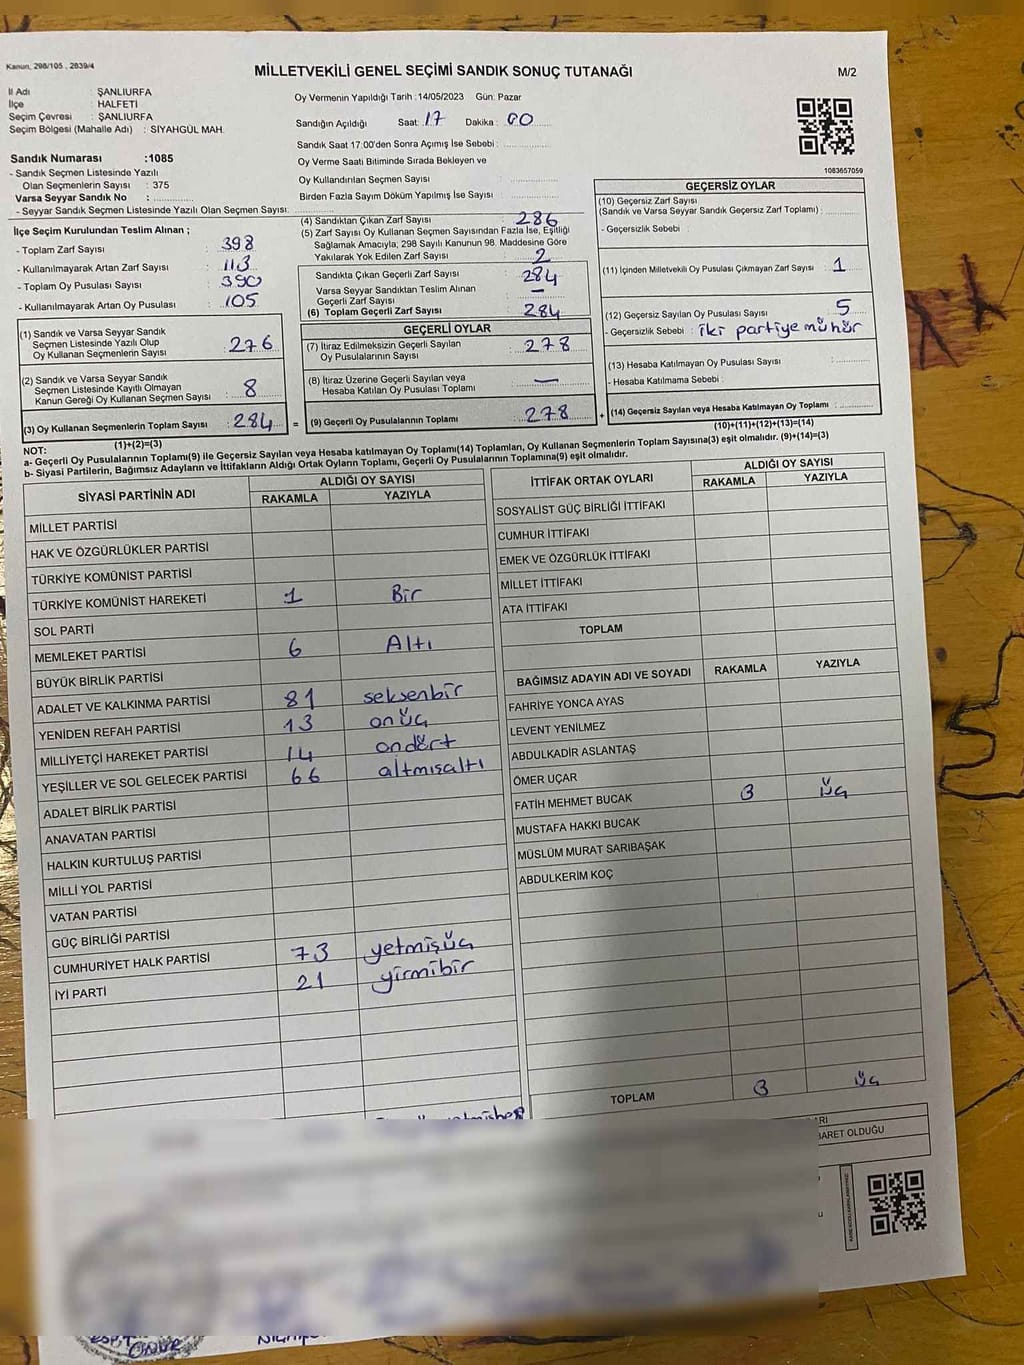 Kanun, 298/105 , 2839/4
MİLLETVEKİLİ GENEL SEÇİMİ SANDIK SONUÇ TUTANAĞI
M/2
İl Adı : ŞANLIURFA
İlçe : HALFETİ
Seçim Çevresi : ŞANLIURFA
Seçim Bölgesi (Mahalle Adı) : SİYAHGÜL MAH.
Oy Vermenin Yapıldığı Tarih :14/05/2023 Gün: Pazar
Sandığın Açıldığı Saat: 17 Dakika : 00
Sandık Saat 17:00'den Sonra Açımış İse Sebebi :
Oy Verme Saati Bitiminde Sırada Bekleyen ve
Oy Kullandırılan Seçmen Sayısı :
Birden Fazla Sayım Döküm Yapılmış İse Sayısı :
1083657059
Sandık Numarası :1085
- Sandık Seçmen Listesinde Yazılı
Olan Seçmenlerin Sayısı : 375
Varsa Seyyar Sandık No :
- Seyyar Sandık Seçmen Listesinde Yazılı Olan Seçmen Sayısı:
İlçe Seçim Kurulundan Teslim Alınan ;
- Toplam Zarf Sayısı : 398
- Kullanılmayarak Artan Zarf Sayısı : 113
- Toplam Oy Pusulası Sayısı : 390
- Kullanılmayarak Artan Oy Pusulası : 105
(4) Sandıktan Çıkan Zarf Sayısı : 286
(5) Zarf Sayısı Oy Kullanan Seçmen Sayısından Fazla İse, Eşitliği
Sağlamak Amacıyla; 298 Sayılı Kanunun 98. Maddesine Göre
Yakılarak Yok Edilen Zarf Sayısı : 2
Sandıkta Çıkan Geçerli Zarf Sayısı : 284
Varsa Seyyar Sandıktan Teslim Alınan
Geçerli Zarf Sayısı : —
(6) Toplam Geçerli Zarf Sayısı : 284
GEÇERSİZ OYLAR
(10) Geçersiz Zarf Sayısı
(Sandık ve Varsa Seyyar Sandık Geçersiz Zarf Toplamı) :
- Geçersizlik Sebebi :
(11) İçinden Milletvekili Oy Pusulası Çıkmayan Zarf Sayısı : 1
(12) Geçersiz Sayılan Oy Pusulası Sayısı : 5
- Geçersizlik Sebebi : iki partiye mühür
(13) Hesaba Katılmayan Oy Pusulası Sayısı :
- Hesaba Katılmama Sebebi :
(14) Geçersiz Sayılan veya Hesaba Katılmayan Oy Toplamı :
(10)+(11)+(12)+(13)=(14)
(1) Sandık ve Varsa Seyyar Sandık
Seçmen Listesinde Yazılı Olup
Oy Kullanan Seçmenlerin Sayısı : 276
(2) Sandık ve Varsa Seyyar Sandık
Seçmen Listesinde Kayıtlı Olmayan
Kanun Gereği Oy Kullanan Seçmen Sayısı : 8
(3) Oy Kullanan Seçmenlerin Toplam Sayısı : 284 =
(1)+(2)=(3)
GEÇERLİ OYLAR
(7) İtiraz Edilmeksizin Geçerli Sayılan
Oy Pusulalarının Sayısı : 278
(8) İtiraz Üzerine Geçerli Sayılan veya
Hesaba Katılan Oy Pusulası Toplamı : —
(9) Geçerli Oy Pusulalarının Toplamı : 278 +
NOT:
a- Geçerli Oy Pusulalarının Toplamı(9) ile Geçersiz Sayılan veya Hesaba katılmayan Oy Toplamı(14) Toplamları, Oy Kullanan Seçmenlerin Toplam Sayısına(3) eşit olmalıdır. (9)+(14)=(3)
b- Siyasi Partilerin, Bağımsız Adayların ve İttifakların Aldığı Ortak Oyların Toplamı, Geçerli Oy Pusulalarının Toplamına(9) eşit olmalıdır.
SİYASİ PARTİNİN ADI ALDIĞI OY SAYISI
RAKAMLA YAZIYLA
MİLLET PARTİSİ
HAK VE ÖZGÜRLÜKLER PARTİSİ
TÜRKİYE KOMÜNİST PARTİSİ
TÜRKİYE KOMÜNİST HAREKETİ 1 Bir
SOL PARTİ
MEMLEKET PARTİSİ 6 Altı
BÜYÜK BİRLİK PARTİSİ
ADALET VE KALKINMA PARTİSİ 81 seksenbir
YENİDEN REFAH PARTİSİ 13 onüç
MİLLİYETÇİ HAREKET PARTİSİ 14 ondört
YEŞİLLER VE SOL GELECEK PARTİSİ 66 altmışaltı
ADALET BİRLİK PARTİSİ
ANAVATAN PARTİSİ
HALKIN KURTULUŞ PARTİSİ
MİLLİ YOL PARTİSİ
VATAN PARTİSİ
GÜÇ BİRLİĞİ PARTİSİ
CUMHURİYET HALK PARTİSİ 73 yetmişüç
İYİ PARTİ 21 yirmibir
İTTİFAK ORTAK OYLARI ALDIĞI OY SAYISI
RAKAMLA YAZIYLA
SOSYALİST GÜÇ BİRLİĞİ İTTİFAKI
CUMHUR İTTİFAKI
EMEK VE ÖZGÜRLÜK İTTİFAKI
MİLLET İTTİFAKI
ATA İTTİFAKI
TOPLAM
BAĞIMSIZ ADAYIN ADI VE SOYADI RAKAMLA YAZIYLA
FAHRİYE YONCA AYAS
LEVENT YENİLMEZ
ABDULKADİR ASLANTAŞ
ÖMER UÇAR
FATİH MEHMET BUCAK 3 üç
MUSTAFA HAKKI BUCAK
MÜSLÜM MURAT SARIBAŞAK
ABDULKERİM KOÇ
TOPLAM 3 üç
BARET OLDUĞU